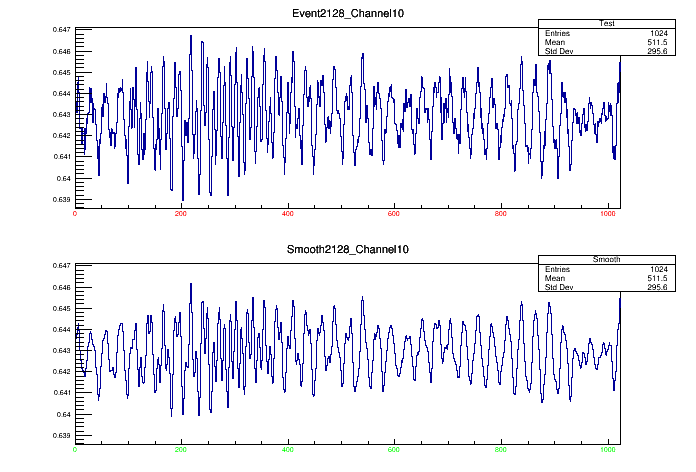 Event2128_Channel10
Test
Entries 1024
Mean 511.5
Std Dev 295.6
0.647
0.646
0.645
0.644
0.643
0.642
0.641
0.64
0.639
0 200 400 600 800 1000
Smooth2128_Channel10
Smooth
Entries 1024
Mean 511.5
Std Dev 295.6
0.647
0.646
0.645
0.644
0.643
0.642
0.641
0.64
0.639
0 200 400 600 800 1000